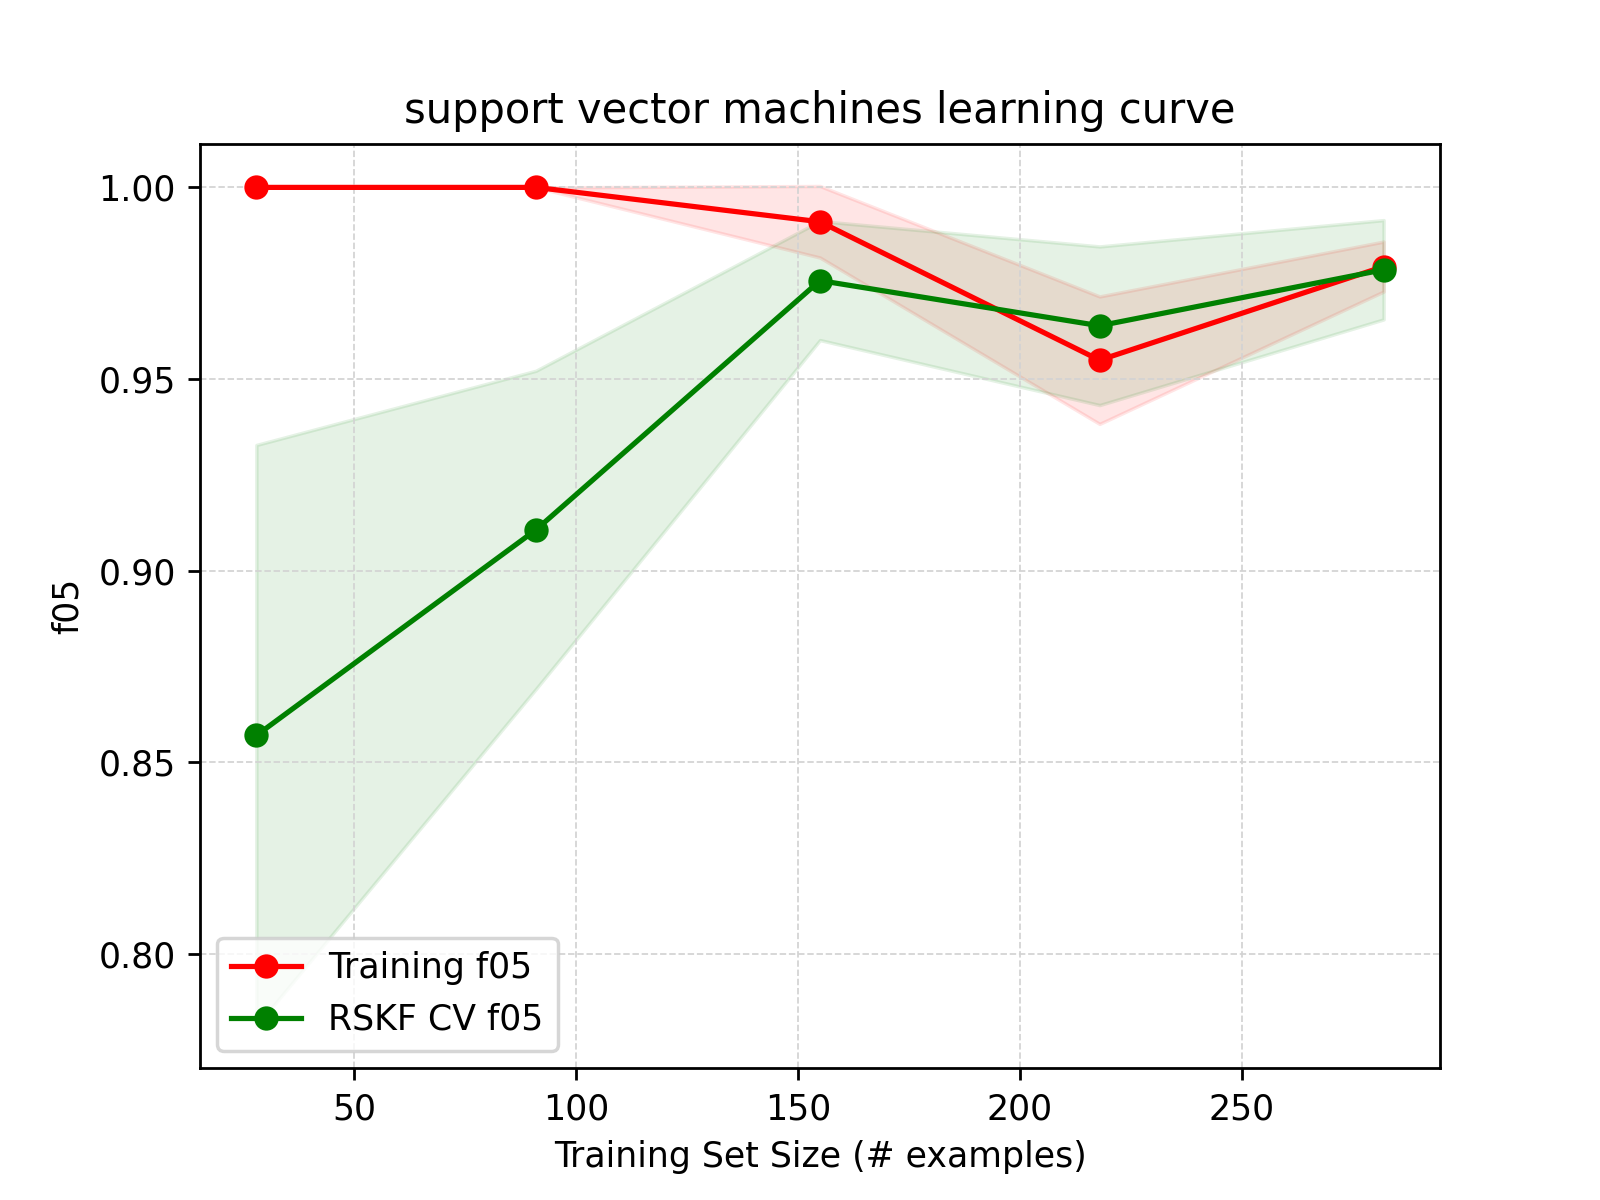 support vector machines learning curve
1.00
0.95
0.90
0.85
0.80
f05
Training f05
RSKF CV f05
50 100 150 200 250
Training Set Size (# examples)